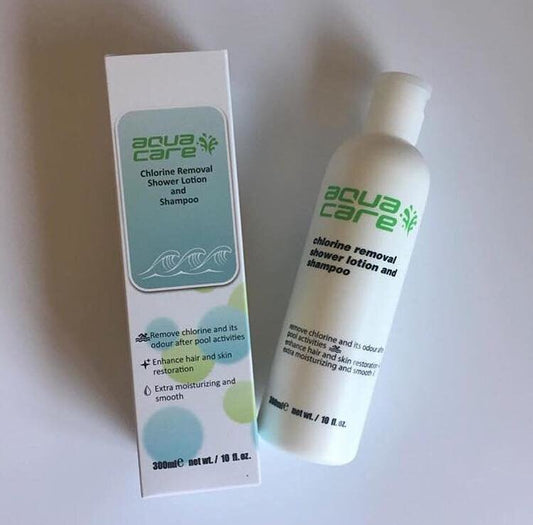 aqua
care
Chlorine Removal
Shower Lotion
and
Shampoo
Remove chlorine and its
odour after pool activities
Enhance hair and skin
restoration
Extra moisturizing and
smooth
300ml℮ net wt. / 10 fl. oz.
aqua
care
chlorine removal
shower lotion and
shampoo
remove chlorine and its odour after
pool activities
enhance hair and skin restoration
extra moisturizing and smooth
300ml℮ net wt. / 10 fl. oz.